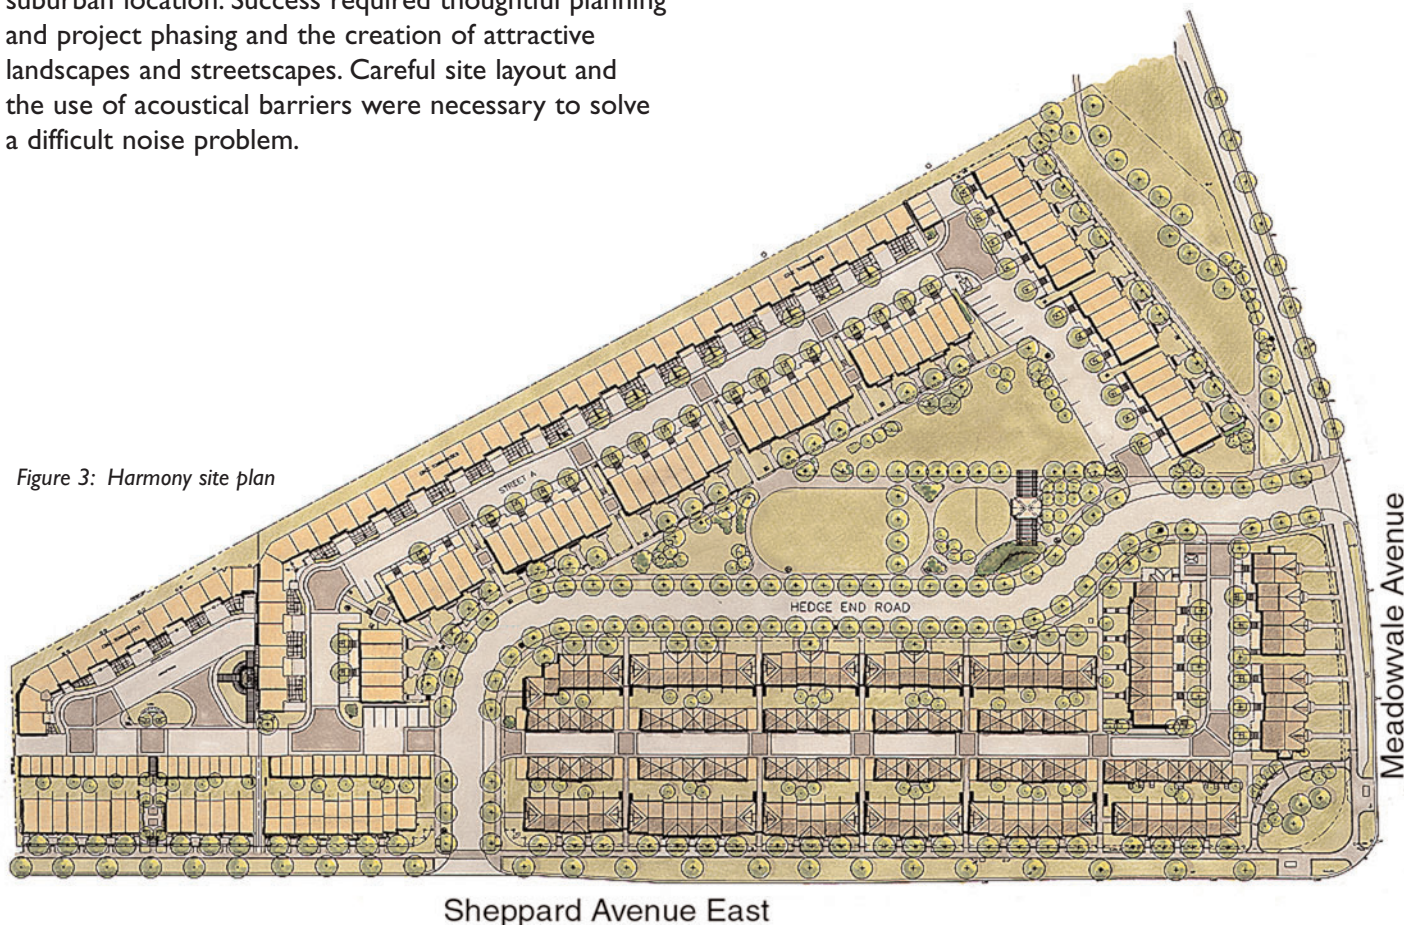 suburban location. Success required thoughtful planning
and project phasing and the creation of attractive
landscapes and streetscapes. Careful site layout and
the use of acoustical barriers were necessary to solve
a difficult noise problem.
Figure 3: Harmony site plan
STREET A
HEDGE END ROAD
Meadowvale Avenue
Sheppard Avenue East